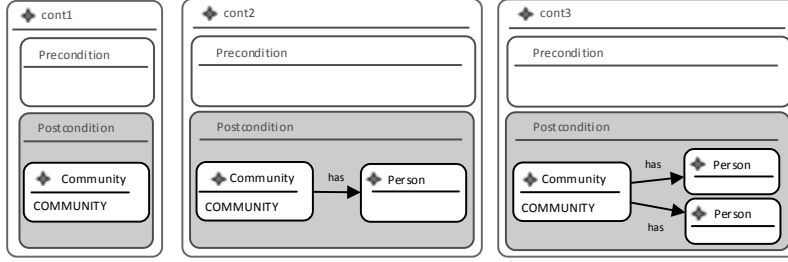 cont1
Precondition
Postcondition
Community
COMMUNITY
cont2
Precondition
Postcondition
Community
COMMUNITY
has
Person
cont3
Precondition
Postcondition
Community
COMMUNITY
has
Person
has
Person